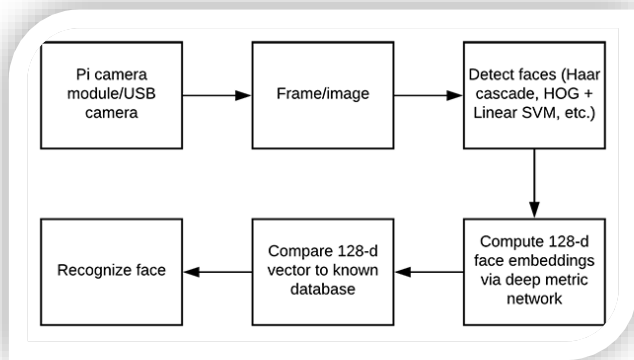 Pi camera
module/USB
camera
Frame/image
Detect faces (Haar
cascade, HOG +
Linear SVM, etc.)
Recognize face
Compare 128-d
vector to known
database
Compute 128-d
face embeddings
via deep metric
network